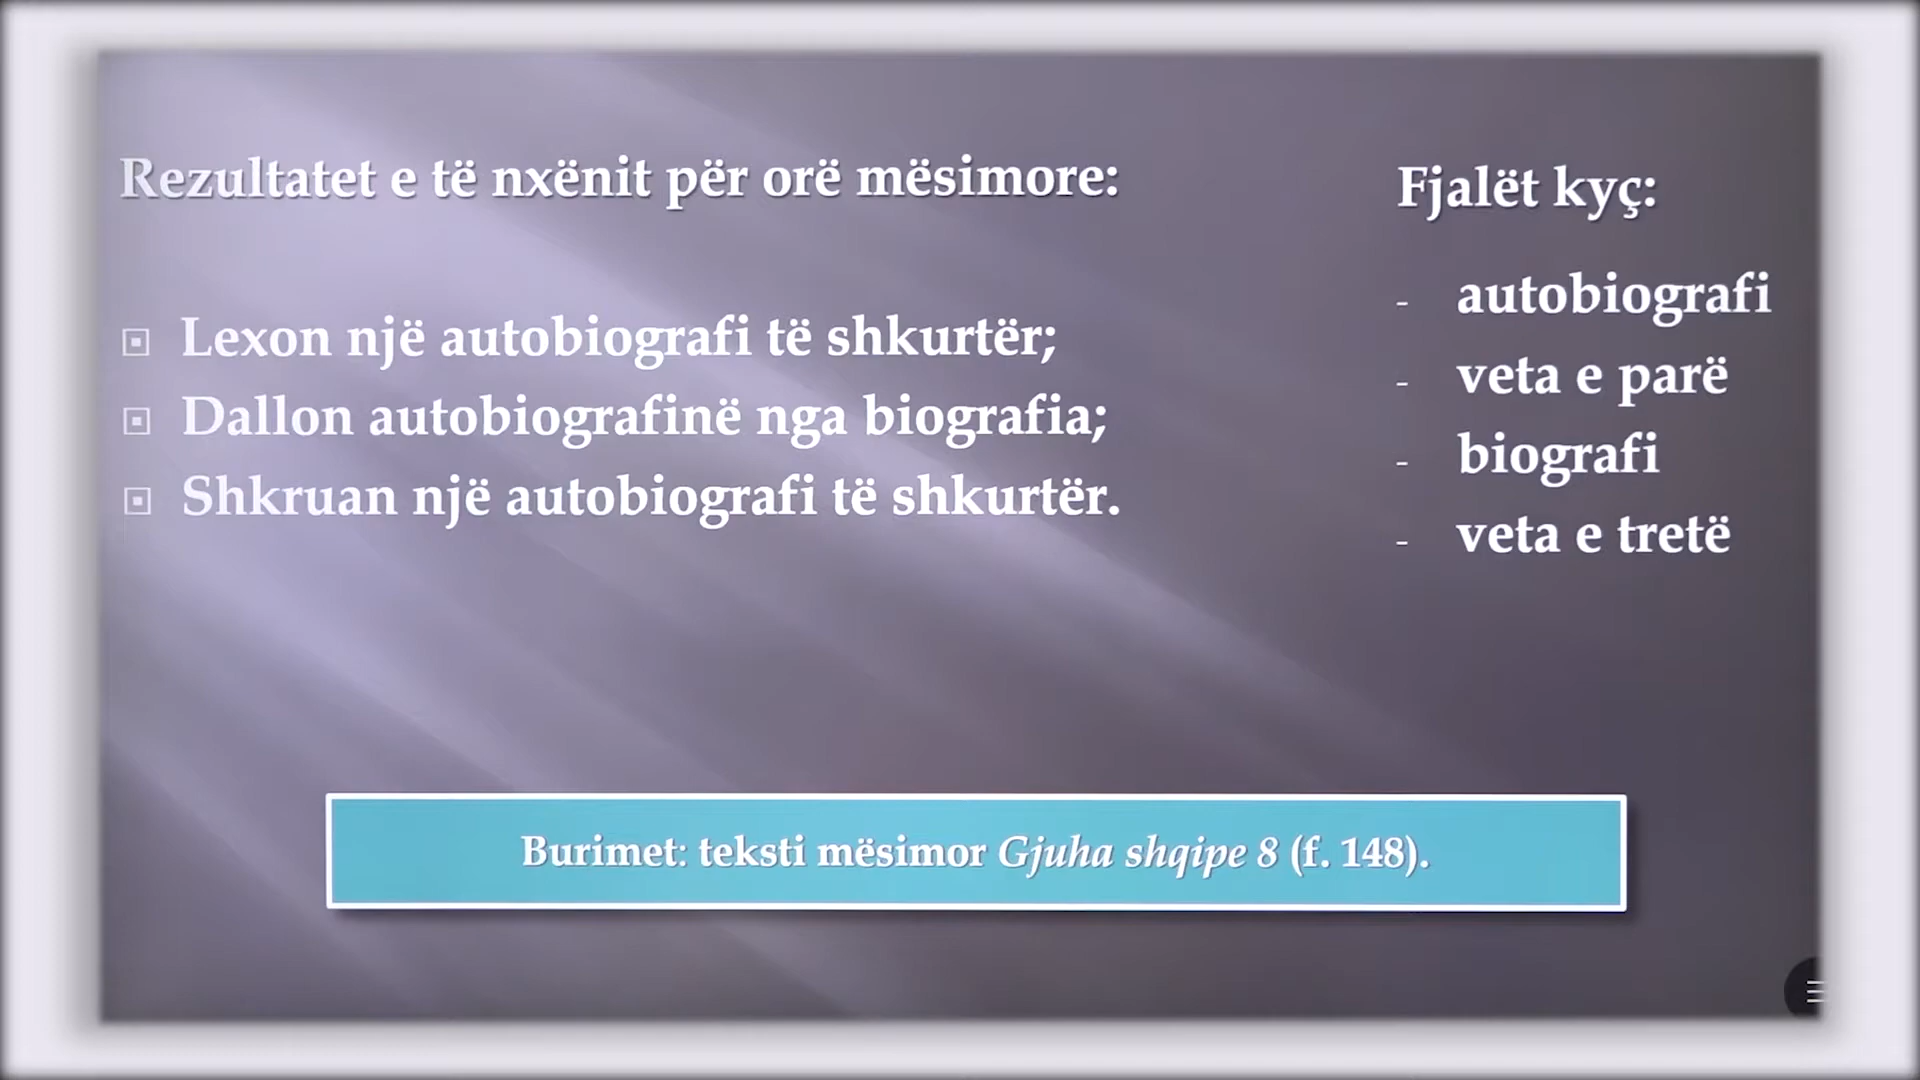 Rezultatet e të nxënit për orë mësimore:
Lexon një autobiografi të shkurtër;
Dallon autobiografinë nga biografia;
Shkruan një autobiografi të shkurtër.
Fjalët kyç:
- autobiografi
- veta e parë
- biografi
- veta e tretë
Burimet: teksti mësimor Gjuha shqipe 8 (f. 148).